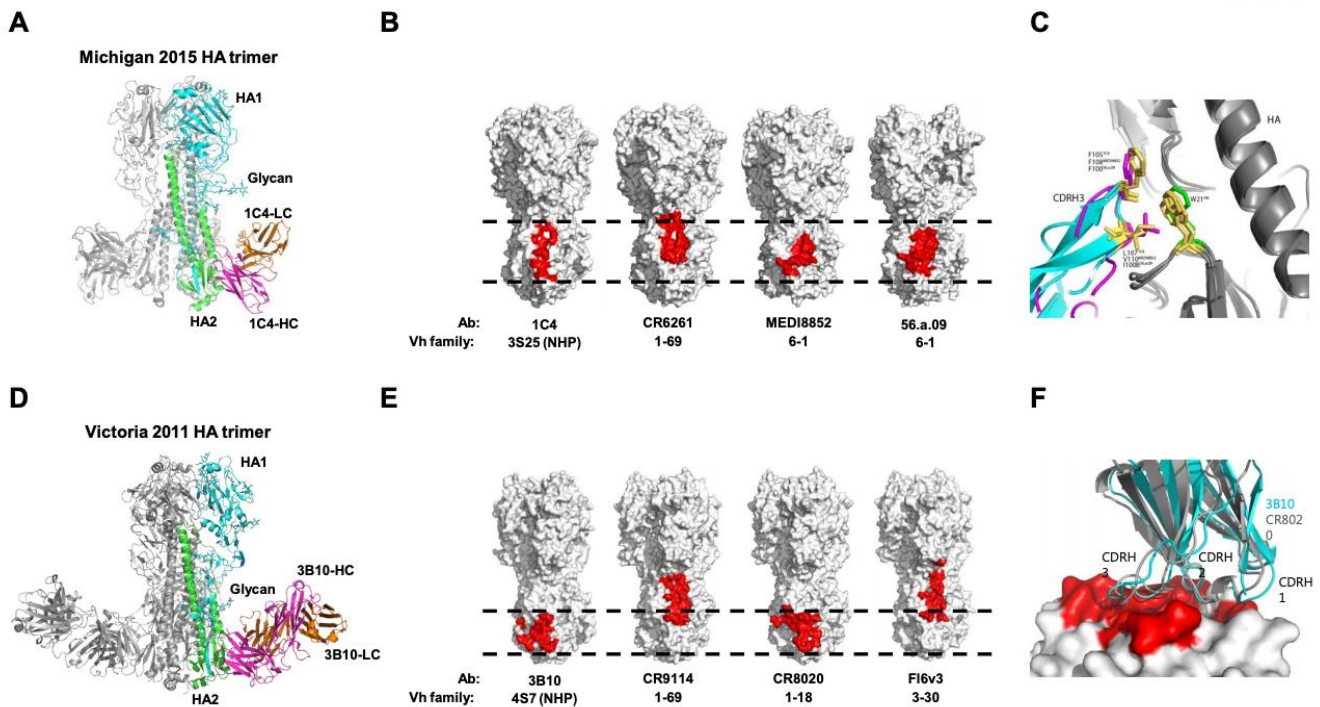 A
Michigan 2015 HA trimer
HA1
Glycan
1C4-LC
HA2
1C4-HC
B
Ab: 1C4 CR6261 MEDI8852 56.a.09
Vh family: 3S25 (NHP) 1-69 6-1 6-1
C
HA
CDRH3
D
Victoria 2011 HA trimer
HA1
3B10-HC
Glycan
3B10-LC
HA2
E
Ab: 3B10 CR9114 CR8020 FI6v3
Vh family: 4S7 (NHP) 1-69 1-18 3-30
F
3B10
CR802
0
CDRH
3
CDRH
2
CDRH
1